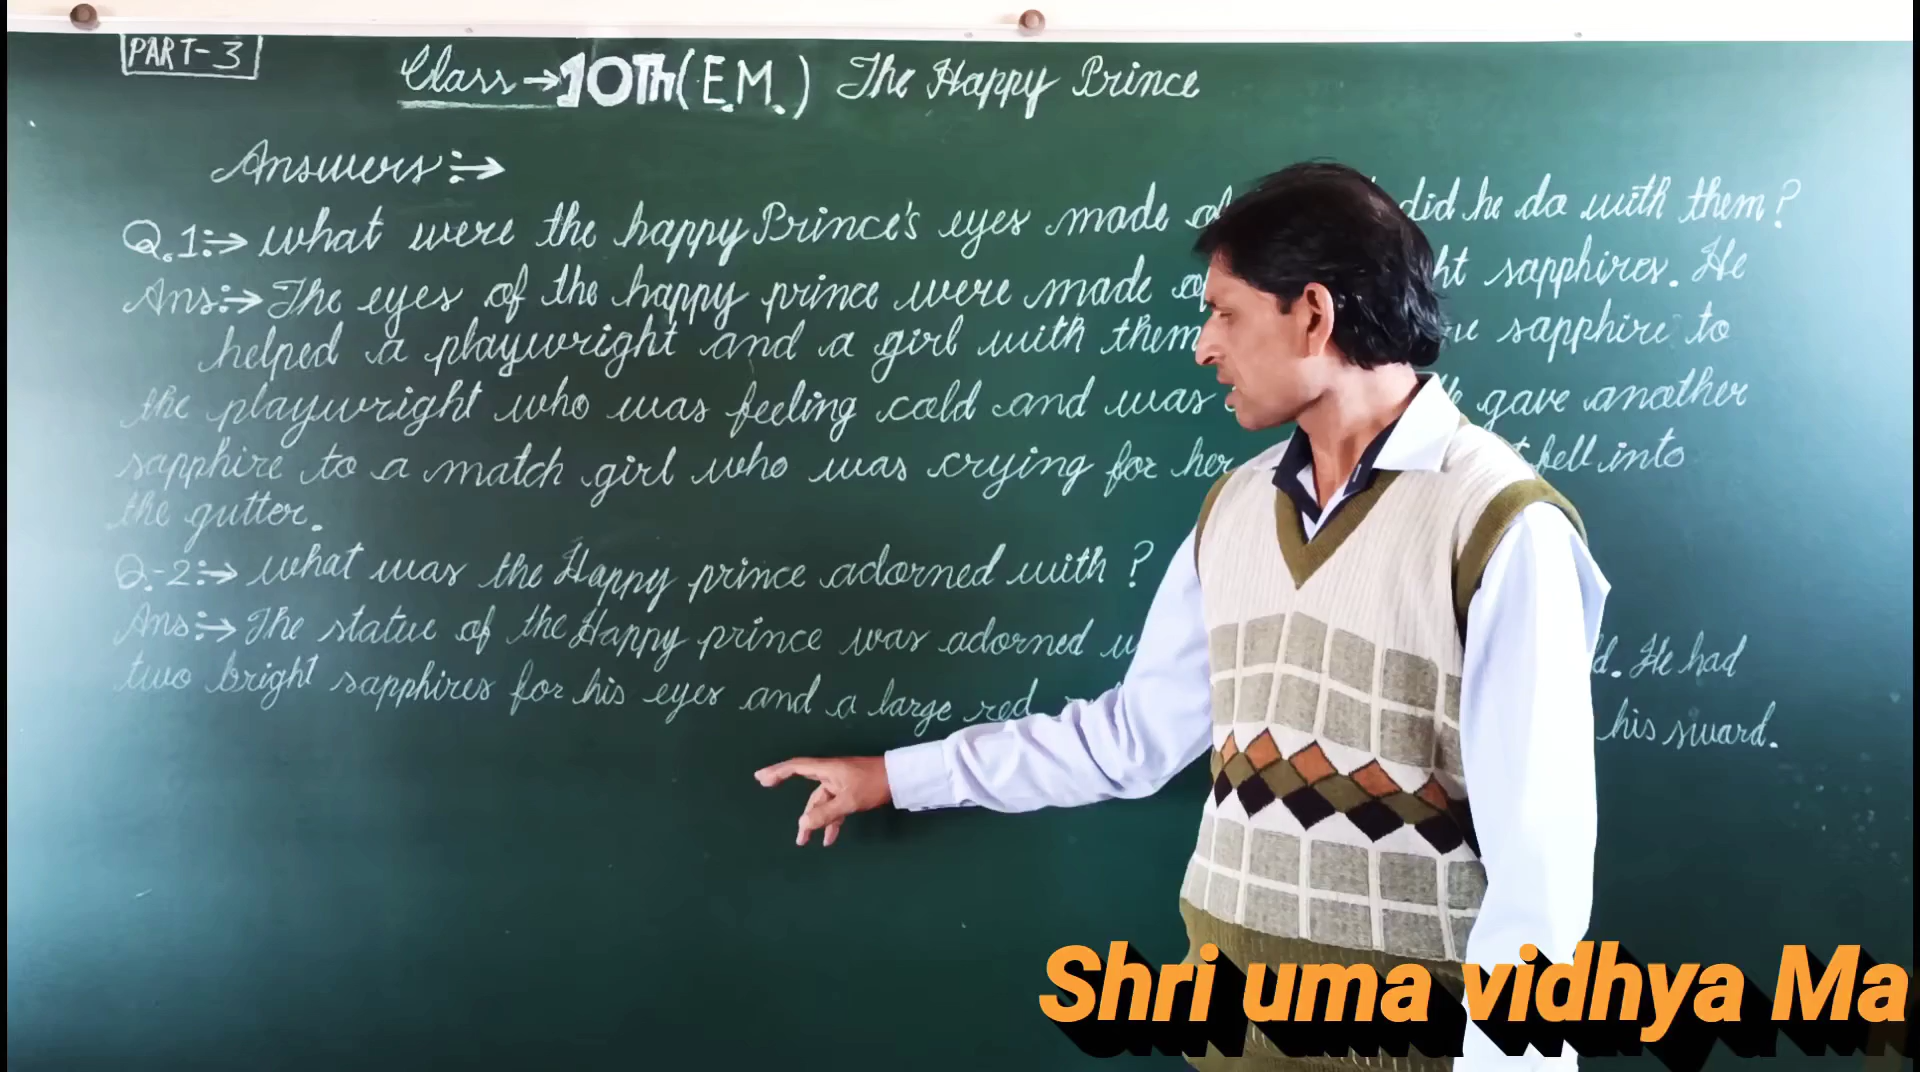 PART-3
Class→10Th(E.M.) The Happy Prince
Answers:→
Q.1:→ what were the happy Prince's eyes made did he do with them?
Ans:→ The eyes of the happy prince were made sapphires. He
helped a playwright and a girl with them sapphire to
the playwright who was feeling cold and was gave another
sapphire to a match girl who was crying for her fell into
the gutter.
Q.-2:→ what was the Happy prince adorned with?
Ans:→ The statue of the Happy prince was adorned He had
two bright sapphires for his eyes and a large red his sward.
Shri uma vidhya Ma